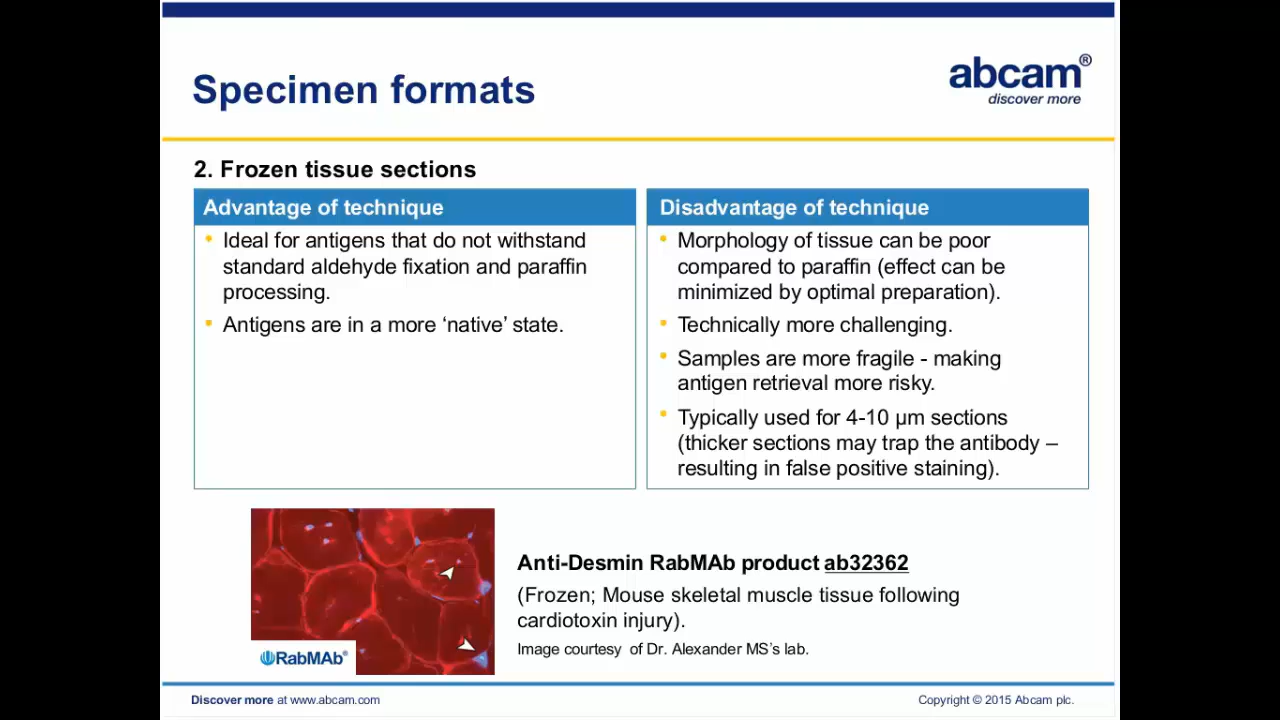 abcam®
discover more
Specimen formats
2. Frozen tissue sections
Advantage of technique
• Ideal for antigens that do not withstand
standard aldehyde fixation and paraffin
processing.
• Antigens are in a more ‘native’ state.
Disadvantage of technique
• Morphology of tissue can be poor
compared to paraffin (effect can be
minimized by optimal preparation).
• Technically more challenging.
• Samples are more fragile - making
antigen retrieval more risky.
• Typically used for 4-10 µm sections
(thicker sections may trap the antibody –
resulting in false positive staining).
RabMAb®
Anti-Desmin RabMAb product ab32362
(Frozen; Mouse skeletal muscle tissue following
cardiotoxin injury).
Image courtesy of Dr. Alexander MS’s lab.
Discover more at www.abcam.com
Copyright © 2015 Abcam plc.